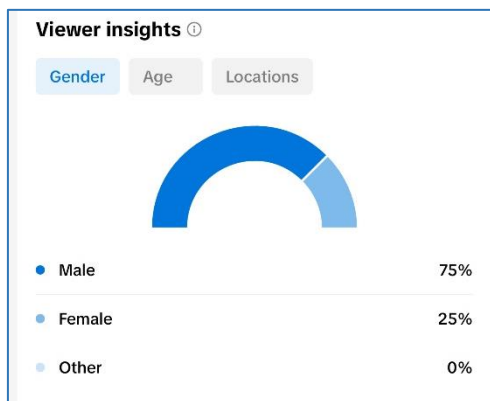 Viewer insights
Gender Age Locations
Male 75%
Female 25%
Other 0%